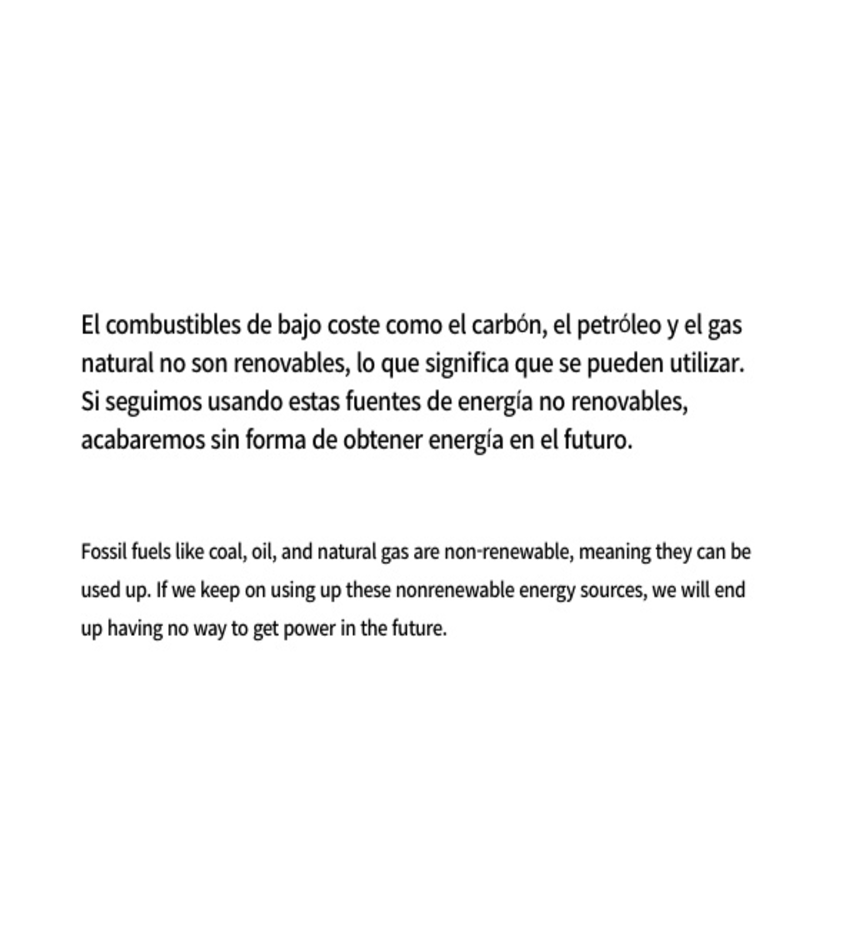 El combustibles de bajo coste como el carbón, el petróleo y el gas
natural no son renovables, lo que significa que se pueden utilizar.
Si seguimos usando estas fuentes de energía no renovables,
acabaremos sin forma de obtener energía en el futuro.
Fossil fuels like coal, oil, and natural gas are non-renewable, meaning they can be
used up. If we keep on using up these nonrenewable energy sources, we will end
up having no way to get power in the future.